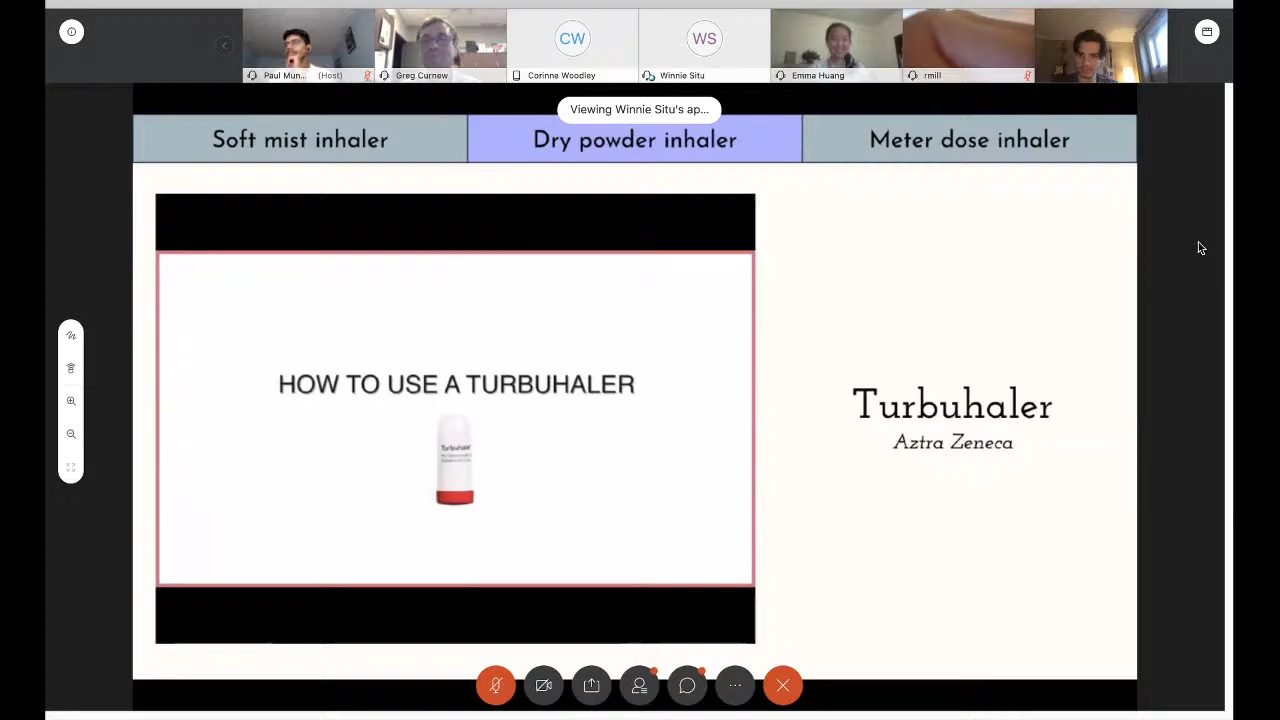 Paul Mun... (Host)
Greg Curnew
CW
Corinne Woodley
WS
Winnie Situ
Emma Huang
rmill
Viewing Winnie Situ's ap...
Soft mist inhaler
Dry powder inhaler
Meter dose inhaler
HOW TO USE A TURBUHALER
Turbuhaler
Turbuhaler
Aztra Zeneca